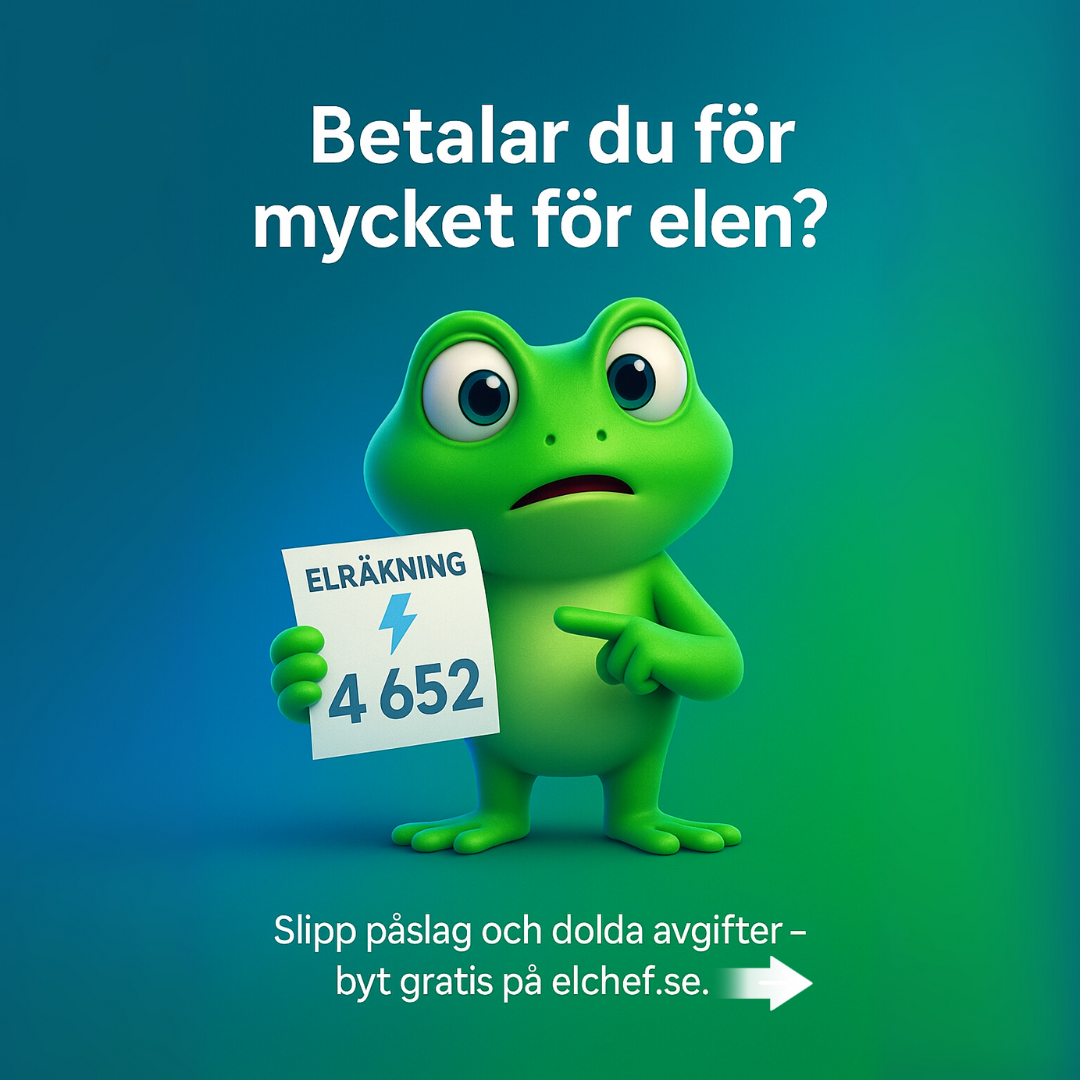 Betalar du för
mycket för elen?
ELRÄKNING
4 652
Slipp påslag och dolda avgifter –
byt gratis på elchef.se.